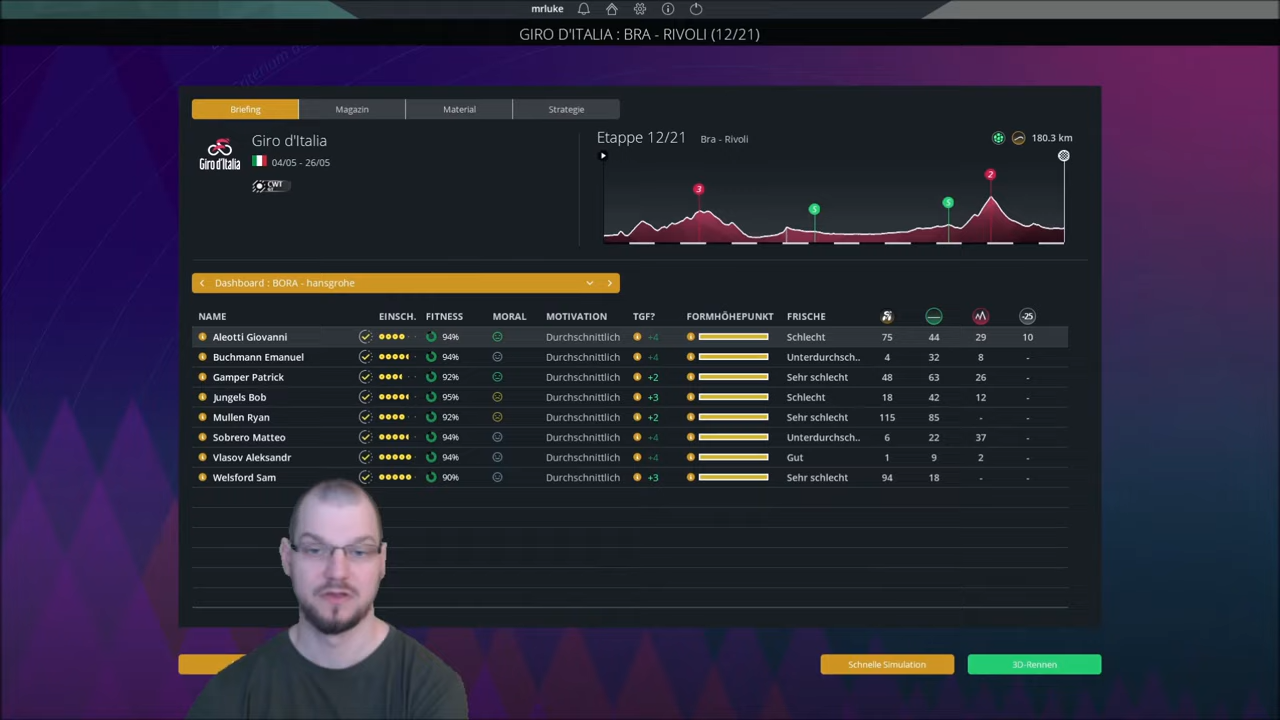 mrluke
GIRO D'ITALIA : BRA - RIVOLI (12/21)
Briefing Magazin Material Strategie
Giro d'Italia
04/05 - 26/05
Giro d'Italia
CWT
Etappe 12/21 Bra - Rivoli 180.3 km
3 S S 2
Dashboard : BORA - hansgrohe
NAME EINSCH. FITNESS MORAL MOTIVATION TGF? FORMHÖHEPUNKT FRISCHE -25
Aleotti Giovanni 94% Durchschnittlich +4 Schlecht 75 44 29 10
Buchmann Emanuel 94% Durchschnittlich +4 Unterdurchsch.. 4 32 8 -
Gamper Patrick 92% Durchschnittlich +2 Sehr schlecht 48 63 26 -
Jungels Bob 95% Durchschnittlich +3 Schlecht 18 42 12 -
Mullen Ryan 92% Durchschnittlich +2 Sehr schlecht 115 85 - -
Sobrero Matteo 94% Durchschnittlich +4 Unterdurchsch.. 6 22 37 -
Vlasov Aleksandr 94% Durchschnittlich +4 Gut 1 9 2 -
Welsford Sam 90% Durchschnittlich +3 Sehr schlecht 94 18 - -
Schnelle Simulation 3D-Rennen